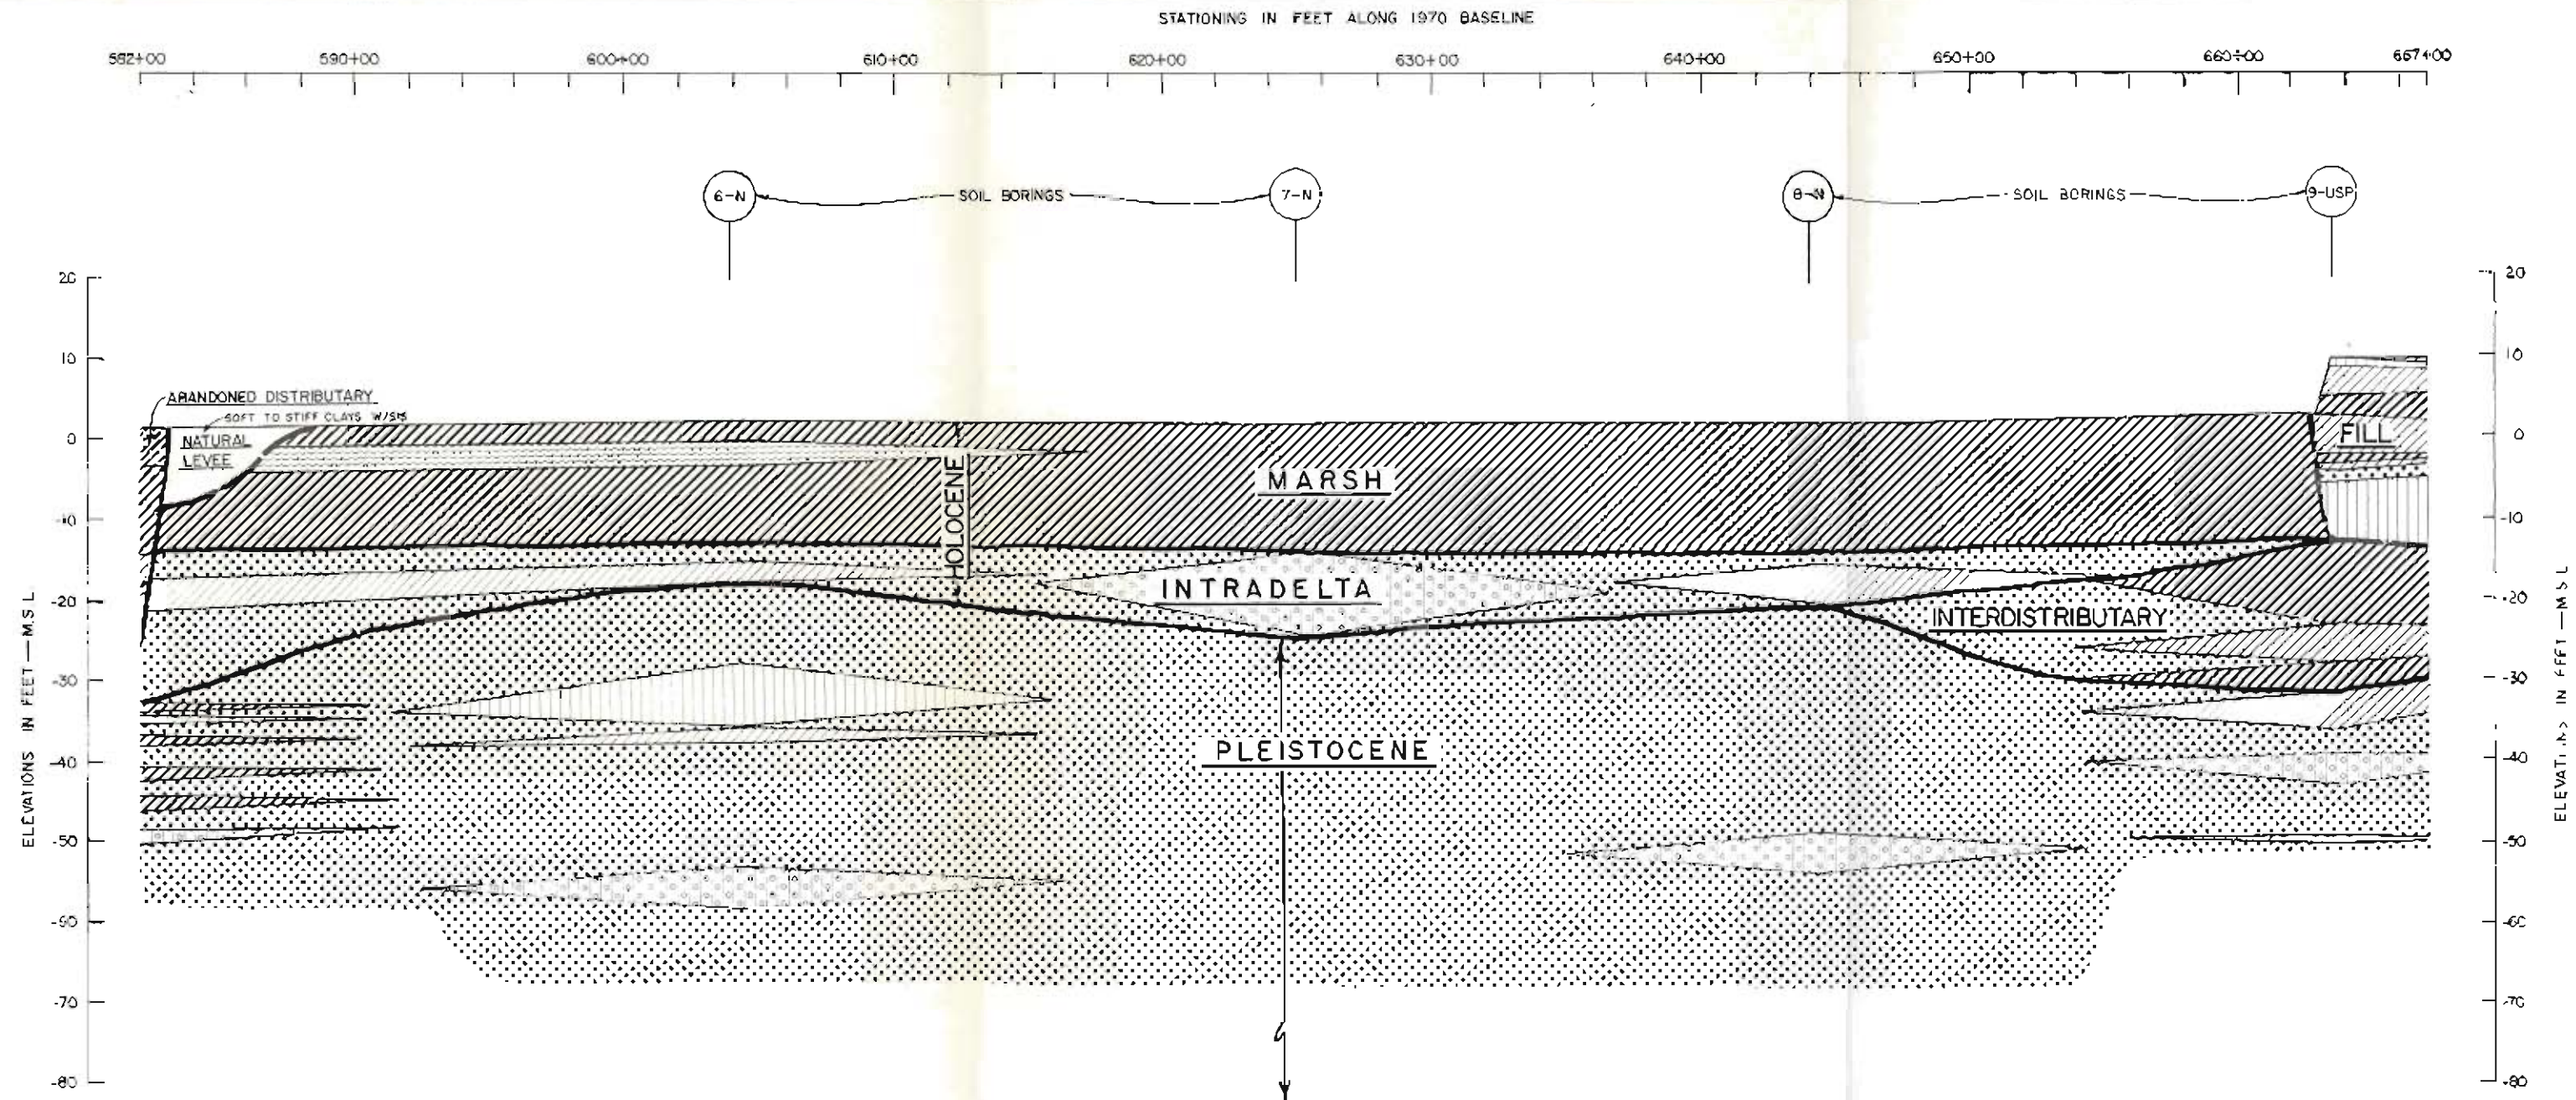 STATIONING IN FEET ALONG 1970 BASELINE
582+00 590+00 600+00 610+00 620+00 630+00 640+00 650+00 660+00 667+00
6-N SOIL BORINGS 7-N 8-N SOIL BORINGS 9-USP
20 20
10 10
ABANDONED DISTRIBUTARY
SOFT TO STIFF CLAYS
0 NATURAL FILL 0
LEVEE
MARSH
HOLOCENE
-10 -10
INTRADELTA
-20 -20
INTERDISTRIBUTARY
-30 -30
PLEISTOCENE
-40 -40
-50 -50
-60 -60
-70 -70
-80 -80
ELEVATIONS IN FEET — M.S.L.
ELEVATIONS IN FEET — M.S.L.